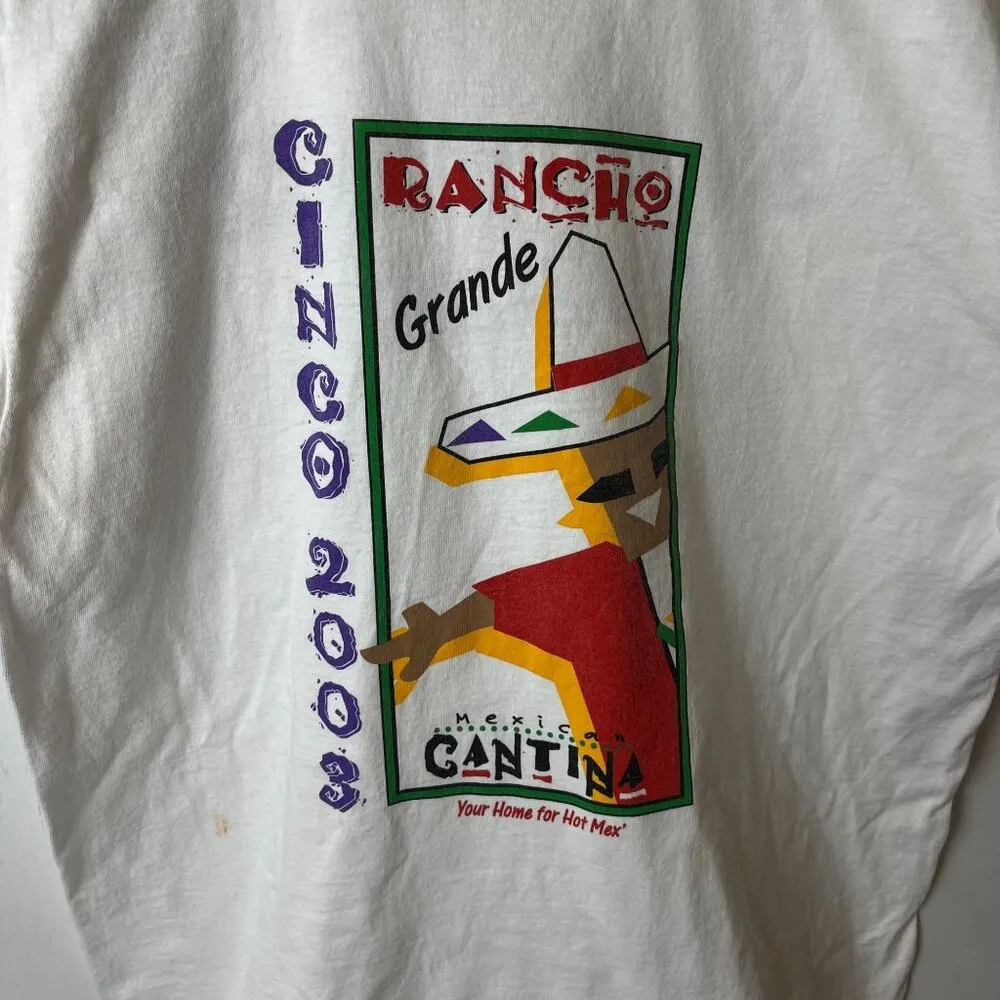 CINCO 2003
RANCHO
Grande
Mexican
CANTINA
Your Home for Hot Mex'